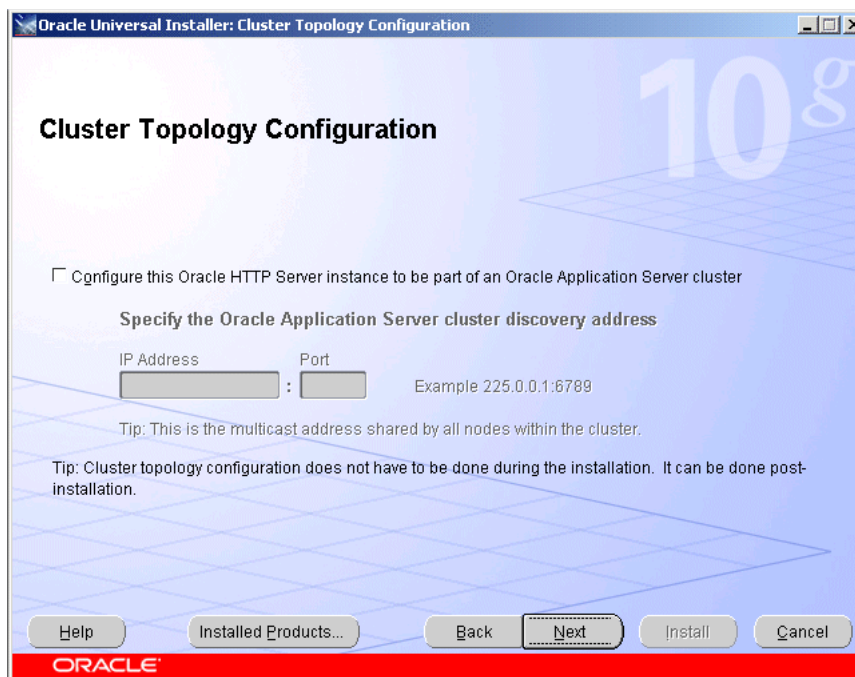 Oracle Universal Installer: Cluster Topology Configuration
10g
Cluster Topology Configuration
Configure this Oracle HTTP Server instance to be part of an Oracle Application Server cluster
Specify the Oracle Application Server cluster discovery address
IP Address Port
: Example 225.0.0.1:6789
Tip: This is the multicast address shared by all nodes within the cluster.
Tip: Cluster topology configuration does not have to be done during the installation. It can be done post-
installation.
Help Installed Products... Back Next Install Cancel
ORACLE